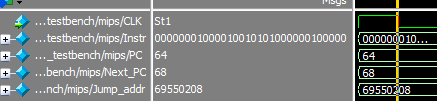 Msgs
...testbench/mips/CLK St1
...testbench/mips/Instr 00000001000010010101000000100000 000000010...
..._testbench/mips/PC 64 64
...bench/mips/Next_PC 68 68
...nch/mips/Jump_addr 69550208 69550208